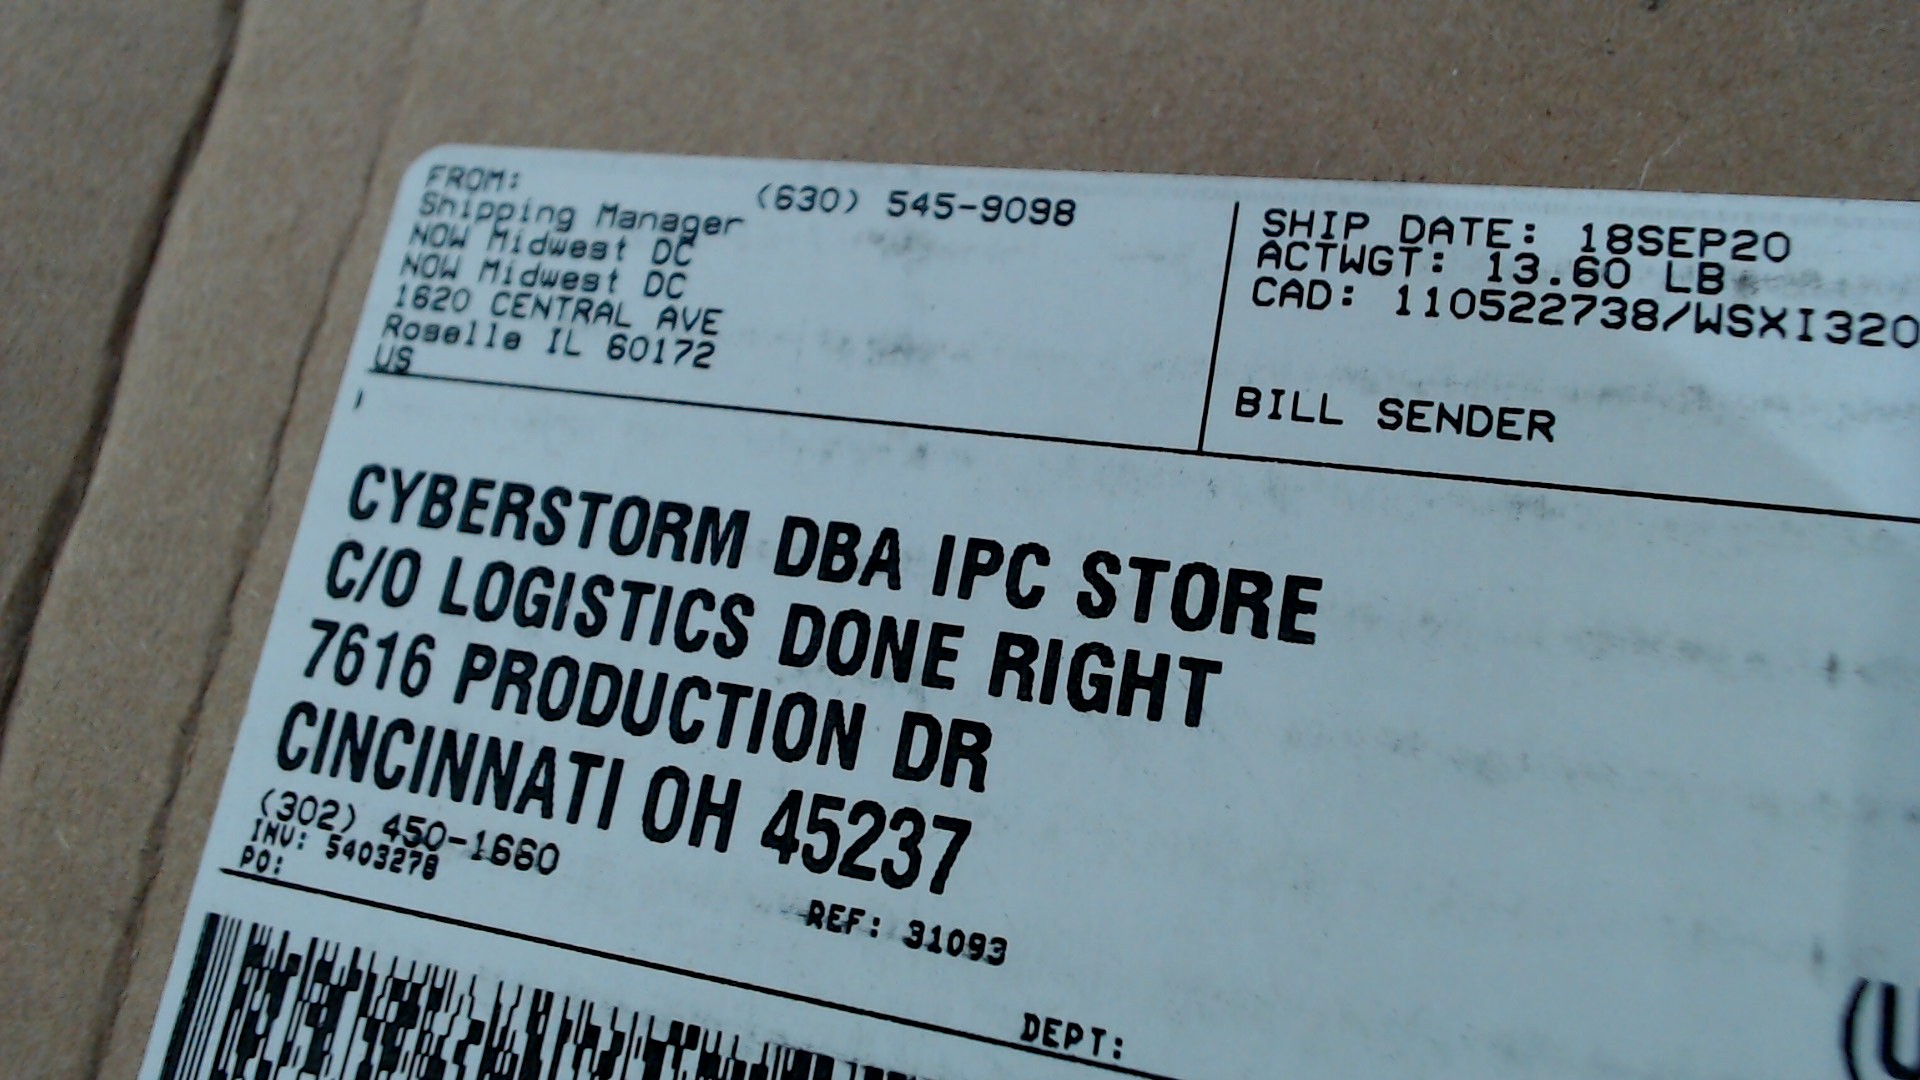 FROM:
(630) 545-9098
Shipping Manager
NOW Midwest DC
NOW Midwest DC
1620 CENTRAL AVE
Roselle IL 60172
US
SHIP DATE: 18SEP20
ACTWGT: 13.60 LB
CAD: 110522738/WSXI320
BILL SENDER
CYBERSTORM DBA IPC STORE
C/O LOGISTICS DONE RIGHT
7616 PRODUCTION DR
CINCINNATI OH 45237
(302) 450-1660
INV: 5403278
PO:
REF: 31093
DEPT:
(U